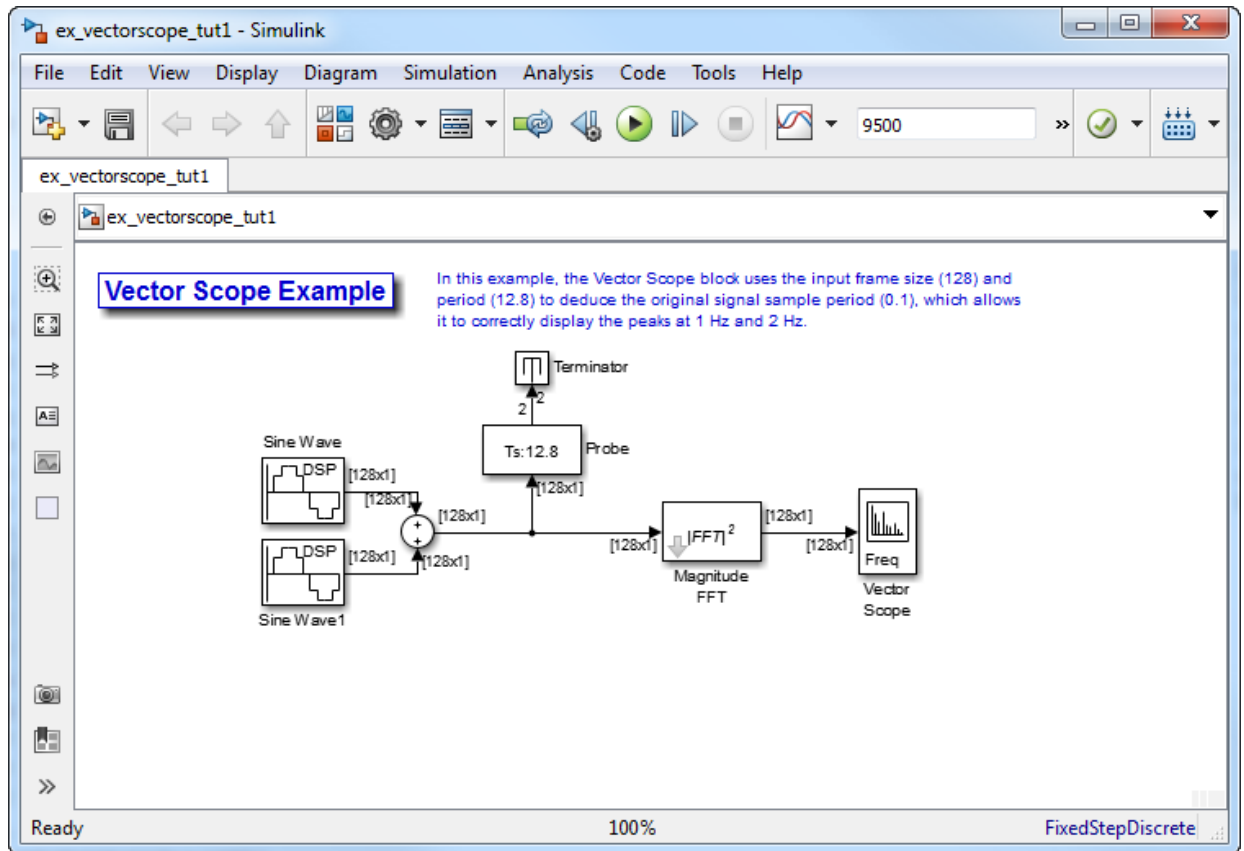 ex_vectorscope_tut1 - Simulink
File Edit View Display Diagram Simulation Analysis Code Tools Help
9500 »
ex_vectorscope_tut1
ex_vectorscope_tut1
Vector Scope Example
In this example, the Vector Scope block uses the input frame size (128) and
period (12.8) to deduce the original signal sample period (0.1), which allows
it to correctly display the peaks at 1 Hz and 2 Hz.
Terminator
2
2
Ts:12.8
Probe
[128x1]
Sine Wave
DSP
[128x1]
[128x1]
+
+
[128x1]
DSP
[128x1]
[128x1]
Sine Wave1
[128x1]
|FFT|²
Magnitude
FFT
[128x1]
[128x1]
Freq
Vector
Scope
A
»
Ready 100% FixedStepDiscrete